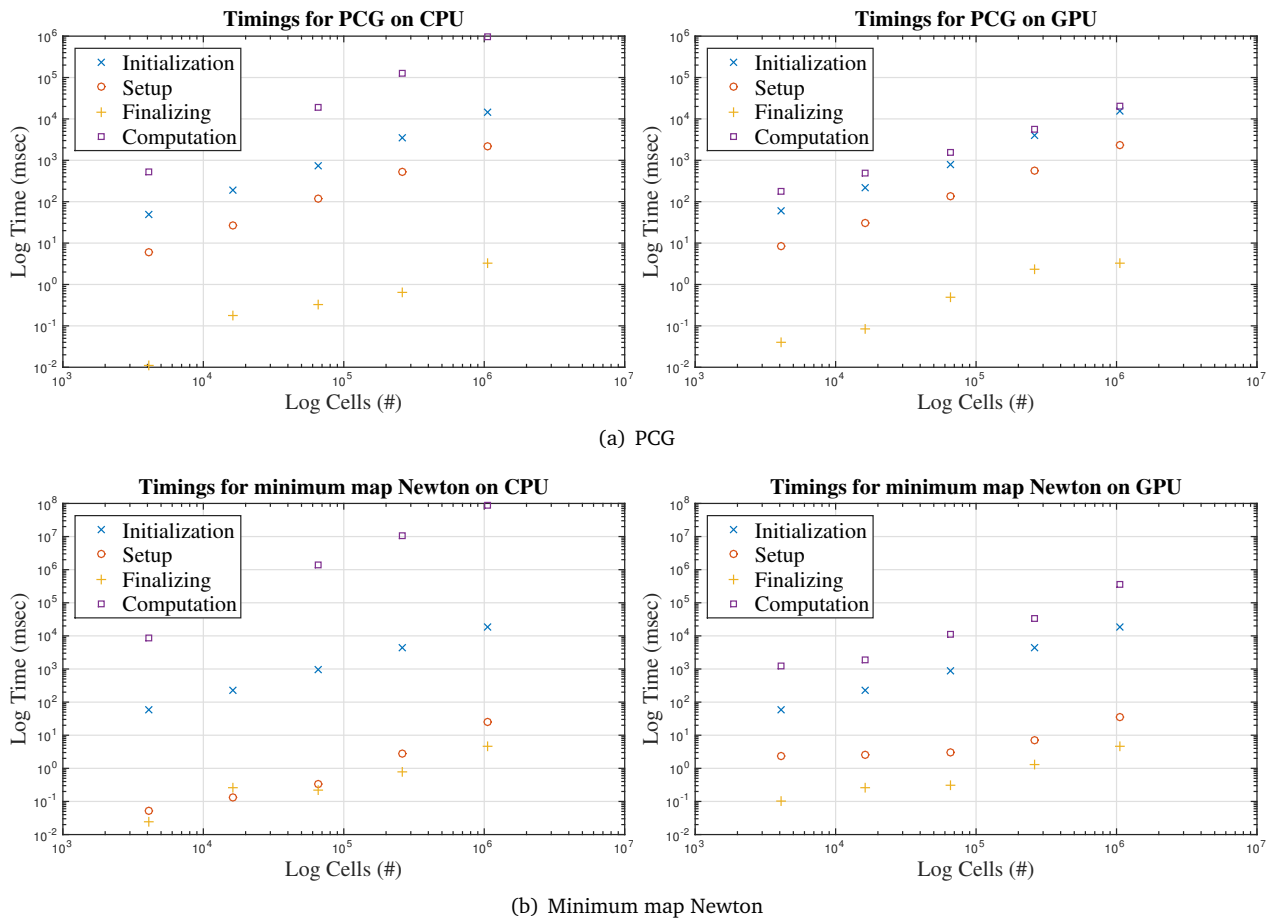 Timings for PCG on CPU
Log Time (msec)
10^6
10^5
10^4
10^3
10^2
10^1
10^0
10^-1
10^-2
Initialization
Setup
Finalizing
Computation
10^3
10^4
10^5
10^6
10^7
Log Cells (#)
Timings for PCG on GPU
Log Time (msec)
10^6
10^5
10^4
10^3
10^2
10^1
10^0
10^-1
10^-2
Initialization
Setup
Finalizing
Computation
10^3
10^4
10^5
10^6
10^7
Log Cells (#)
(a) PCG
Timings for minimum map Newton on CPU
Log Time (msec)
10^8
10^7
10^6
10^5
10^4
10^3
10^2
10^1
10^0
10^-1
10^-2
Initialization
Setup
Finalizing
Computation
10^3
10^4
10^5
10^6
10^7
Log Cells (#)
Timings for minimum map Newton on GPU
Log Time (msec)
10^8
10^7
10^6
10^5
10^4
10^3
10^2
10^1
10^0
10^-1
10^-2
Initialization
Setup
Finalizing
Computation
10^3
10^4
10^5
10^6
10^7
Log Cells (#)
(b) Minimum map Newton